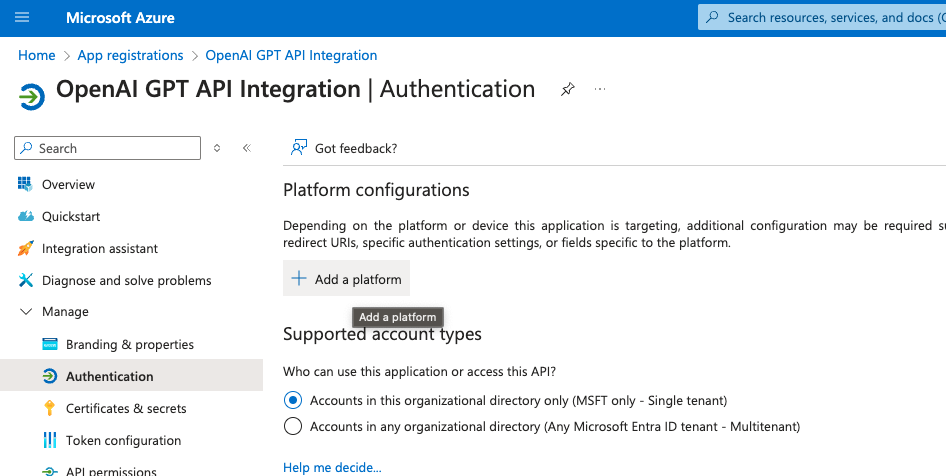 Microsoft Azure
Search resources, services, and docs (
Home > App registrations > OpenAI GPT API Integration
OpenAI GPT API Integration | Authentication
Search
Got feedback?
Overview
Quickstart
Integration assistant
Diagnose and solve problems
Manage
Branding & properties
Authentication
Certificates & secrets
Token configuration
API permissions
Platform configurations
Depending on the platform or device this application is targeting, additional configuration may be required
redirect URIs, specific authentication settings, or fields specific to the platform.
Add a platform
Add a platform
Supported account types
Who can use this application or access this API?
Accounts in this organizational directory only (MSFT only - Single tenant)
Accounts in any organizational directory (Any Microsoft Entra ID tenant - Multitenant)
Help me decide...